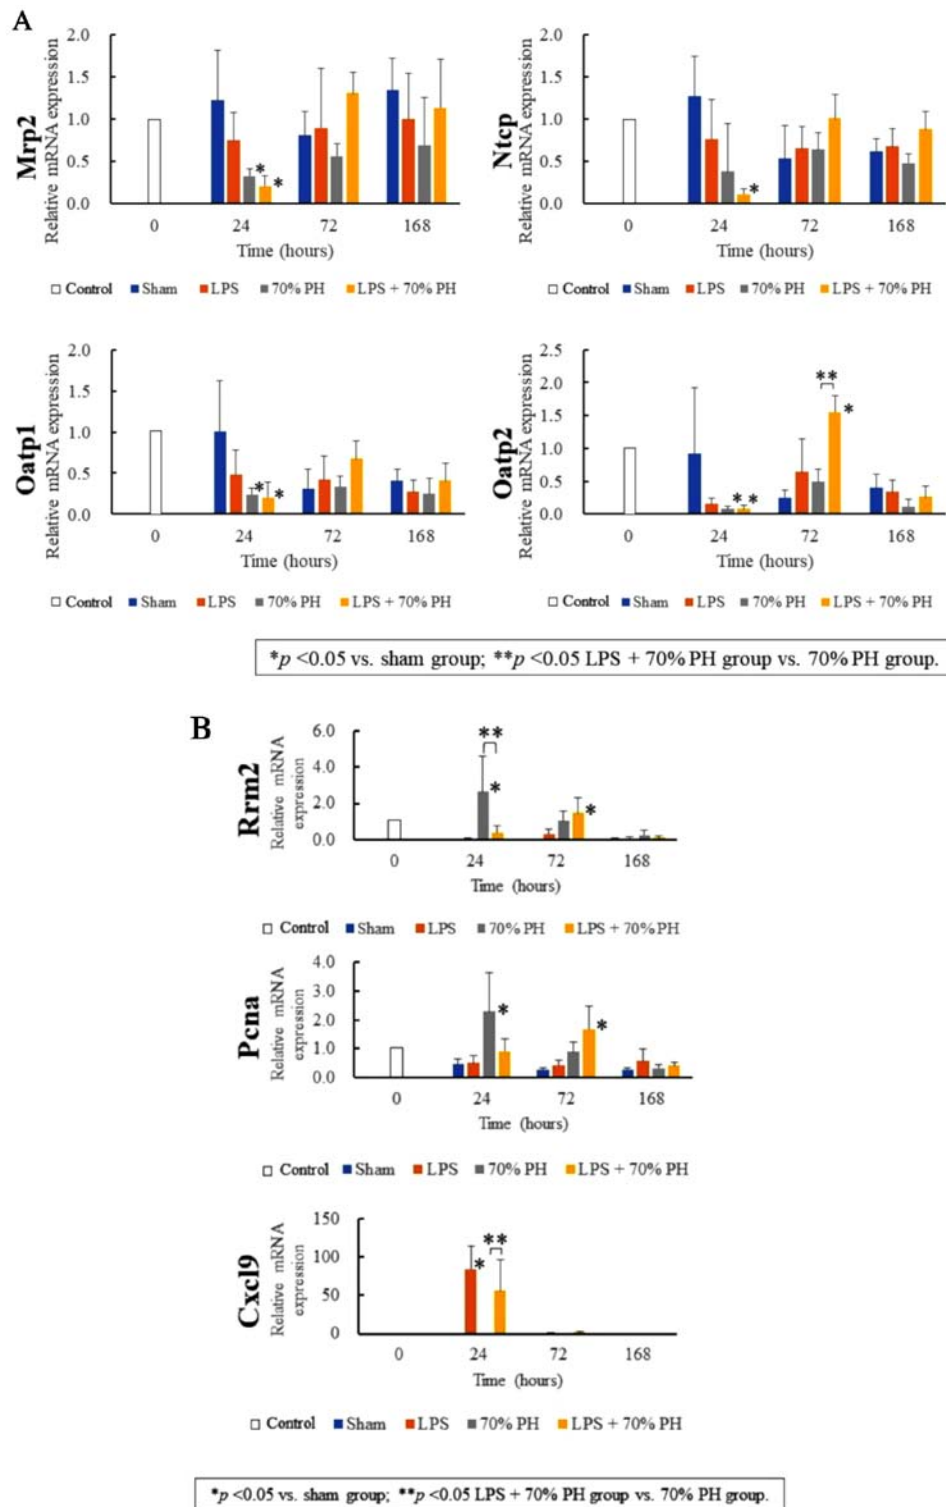 A
Mrp2
Relative mRNA expression
2.0
1.5
1.0
0.5
0.0
*
*
0 24 72 168
Time (hours)
Control Sham LPS 70% PH LPS + 70% PH
Ntcp
Relative mRNA expression
2.0
1.5
1.0
0.5
0.0
*
0 24 72 168
Time (hours)
Control Sham LPS 70% PH LPS + 70% PH
Oatp1
Relative mRNA expression
2.0
1.5
1.0
0.5
0.0
*
*
0 24 72 168
Time (hours)
Control Sham LPS 70% PH LPS + 70% PH
Oatp2
Relative mRNA expression
2.5
2.0
1.5
1.0
0.5
0.0
* *
**
*
0 24 72 168
Time (hours)
Control Sham LPS 70% PH LPS + 70% PH
*p <0.05 vs. sham group; **p <0.05 LPS + 70% PH group vs. 70% PH group.
B
Rrm2
Relative mRNA
expression
6.0
4.0
2.0
0.0
**
*
*
0 24 72 168
Time (hours)
Control Sham LPS 70% PH LPS + 70% PH
Pcna
Relative mRNA
expression
4.0
3.0
2.0
1.0
0.0
*
*
0 24 72 168
Time (hours)
Control Sham LPS 70% PH LPS + 70% PH
Cxcl9
Relative mRNA
expression
150
100
50
0
*
**
0 24 72 168
Time (hours)
Control Sham LPS 70% PH LPS + 70% PH
*p <0.05 vs. sham group; **p <0.05 LPS + 70% PH group vs. 70% PH group.